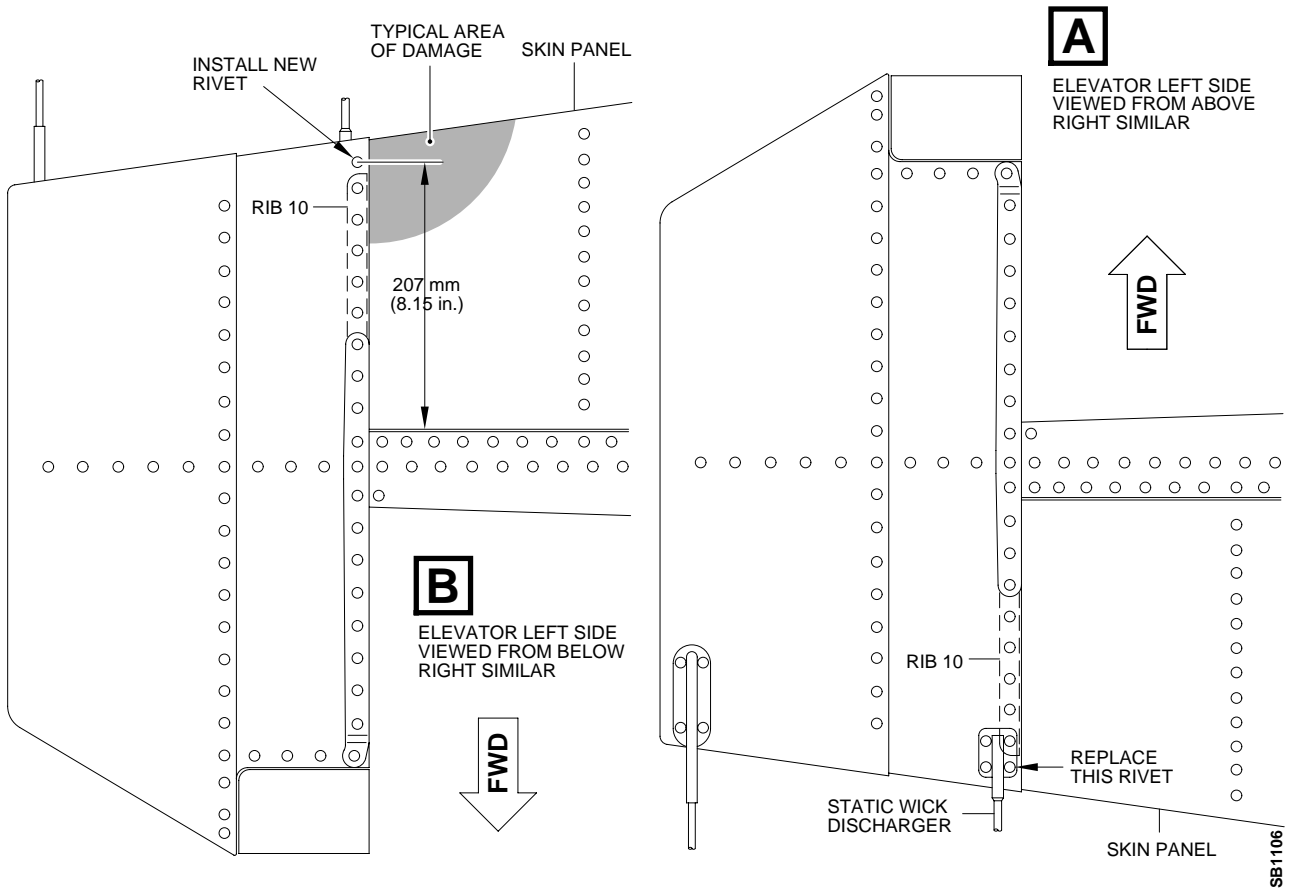 TYPICAL AREA
OF DAMAGE
SKIN PANEL
INSTALL NEW
RIVET
RIB 10
207 mm
(8.15 in.)
B
ELEVATOR LEFT SIDE
VIEWED FROM BELOW
RIGHT SIMILAR
FWD
A
ELEVATOR LEFT SIDE
VIEWED FROM ABOVE
RIGHT SIMILAR
FWD
RIB 10
REPLACE
THIS RIVET
STATIC WICK
DISCHARGER
SKIN PANEL
SB1106